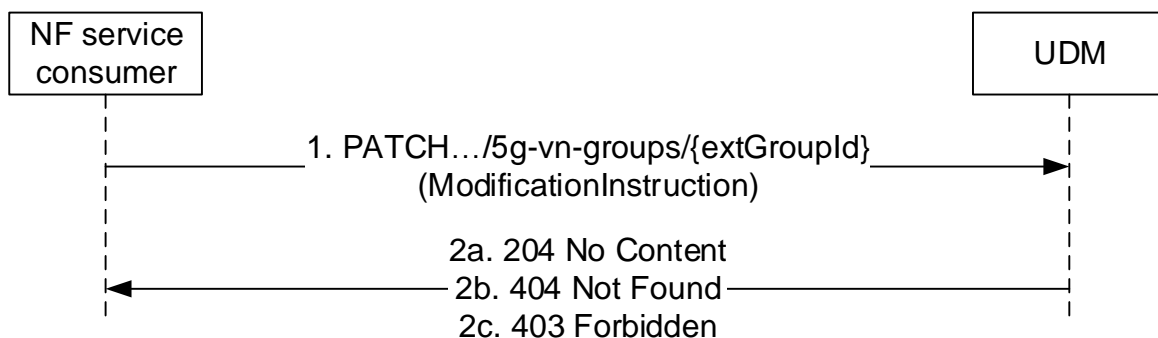 NF service
consumer
UDM
1. PATCH…/5g-vn-groups/{extGroupId}
(ModificationInstruction)
2a. 204 No Content
2b. 404 Not Found
2c. 403 Forbidden